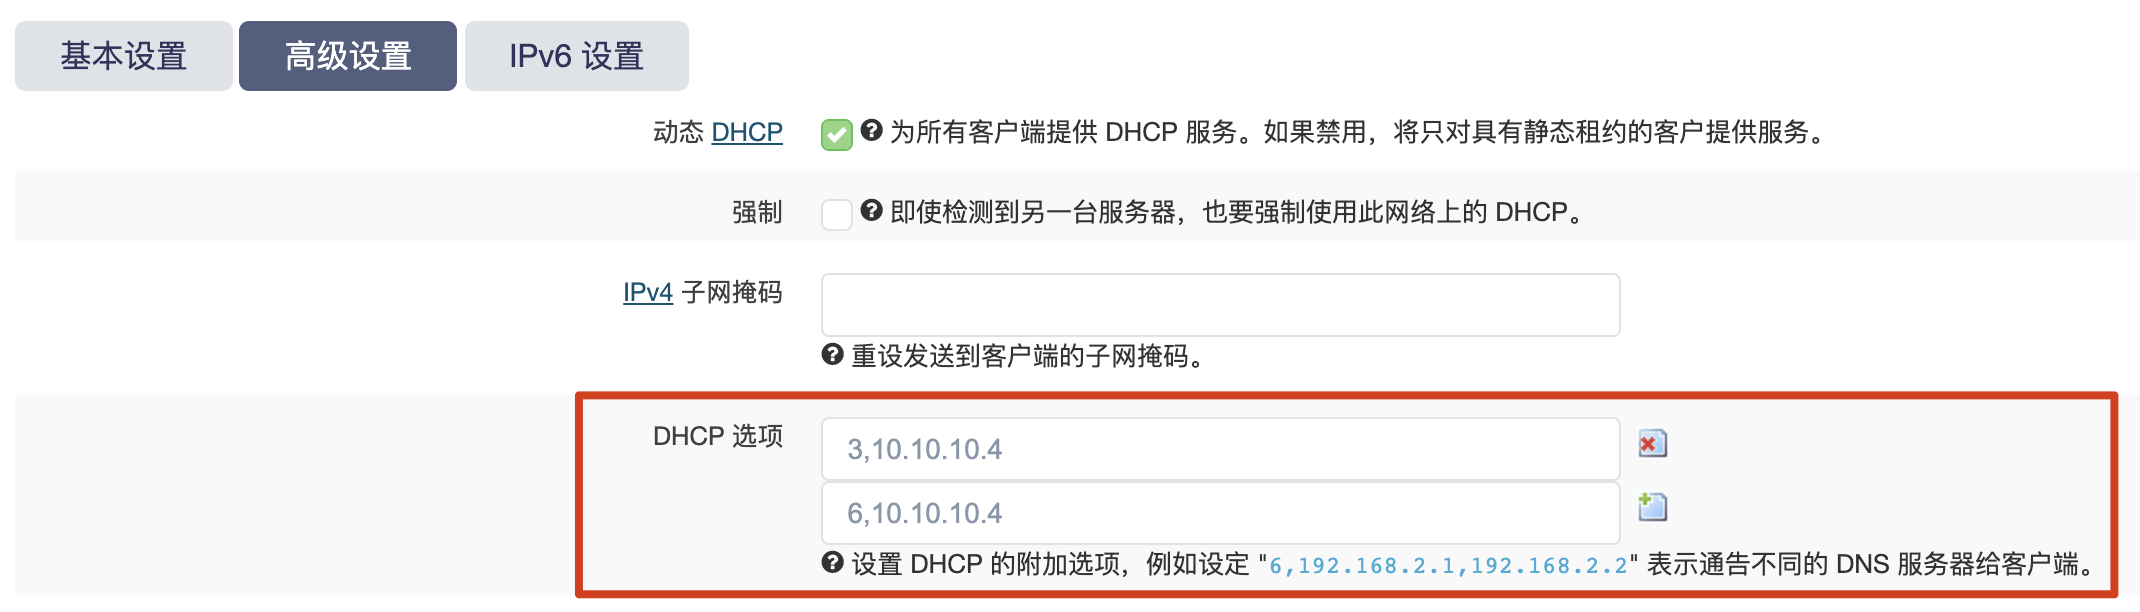 基本设置 高级设置 IPv6 设置
动态 DHCP 为所有客户端提供 DHCP 服务。如果禁用，将只对具有静态租约的客户提供服务。
强制 即使检测到另一台服务器，也要强制使用此网络上的 DHCP。
IPv4 子网掩码
重设发送到客户端的子网掩码。
DHCP 选项 3,10.10.10.4
6,10.10.10.4
设置 DHCP 的附加选项，例如设定 "6,192.168.2.1,192.168.2.2" 表示通告不同的 DNS 服务器给客户端。